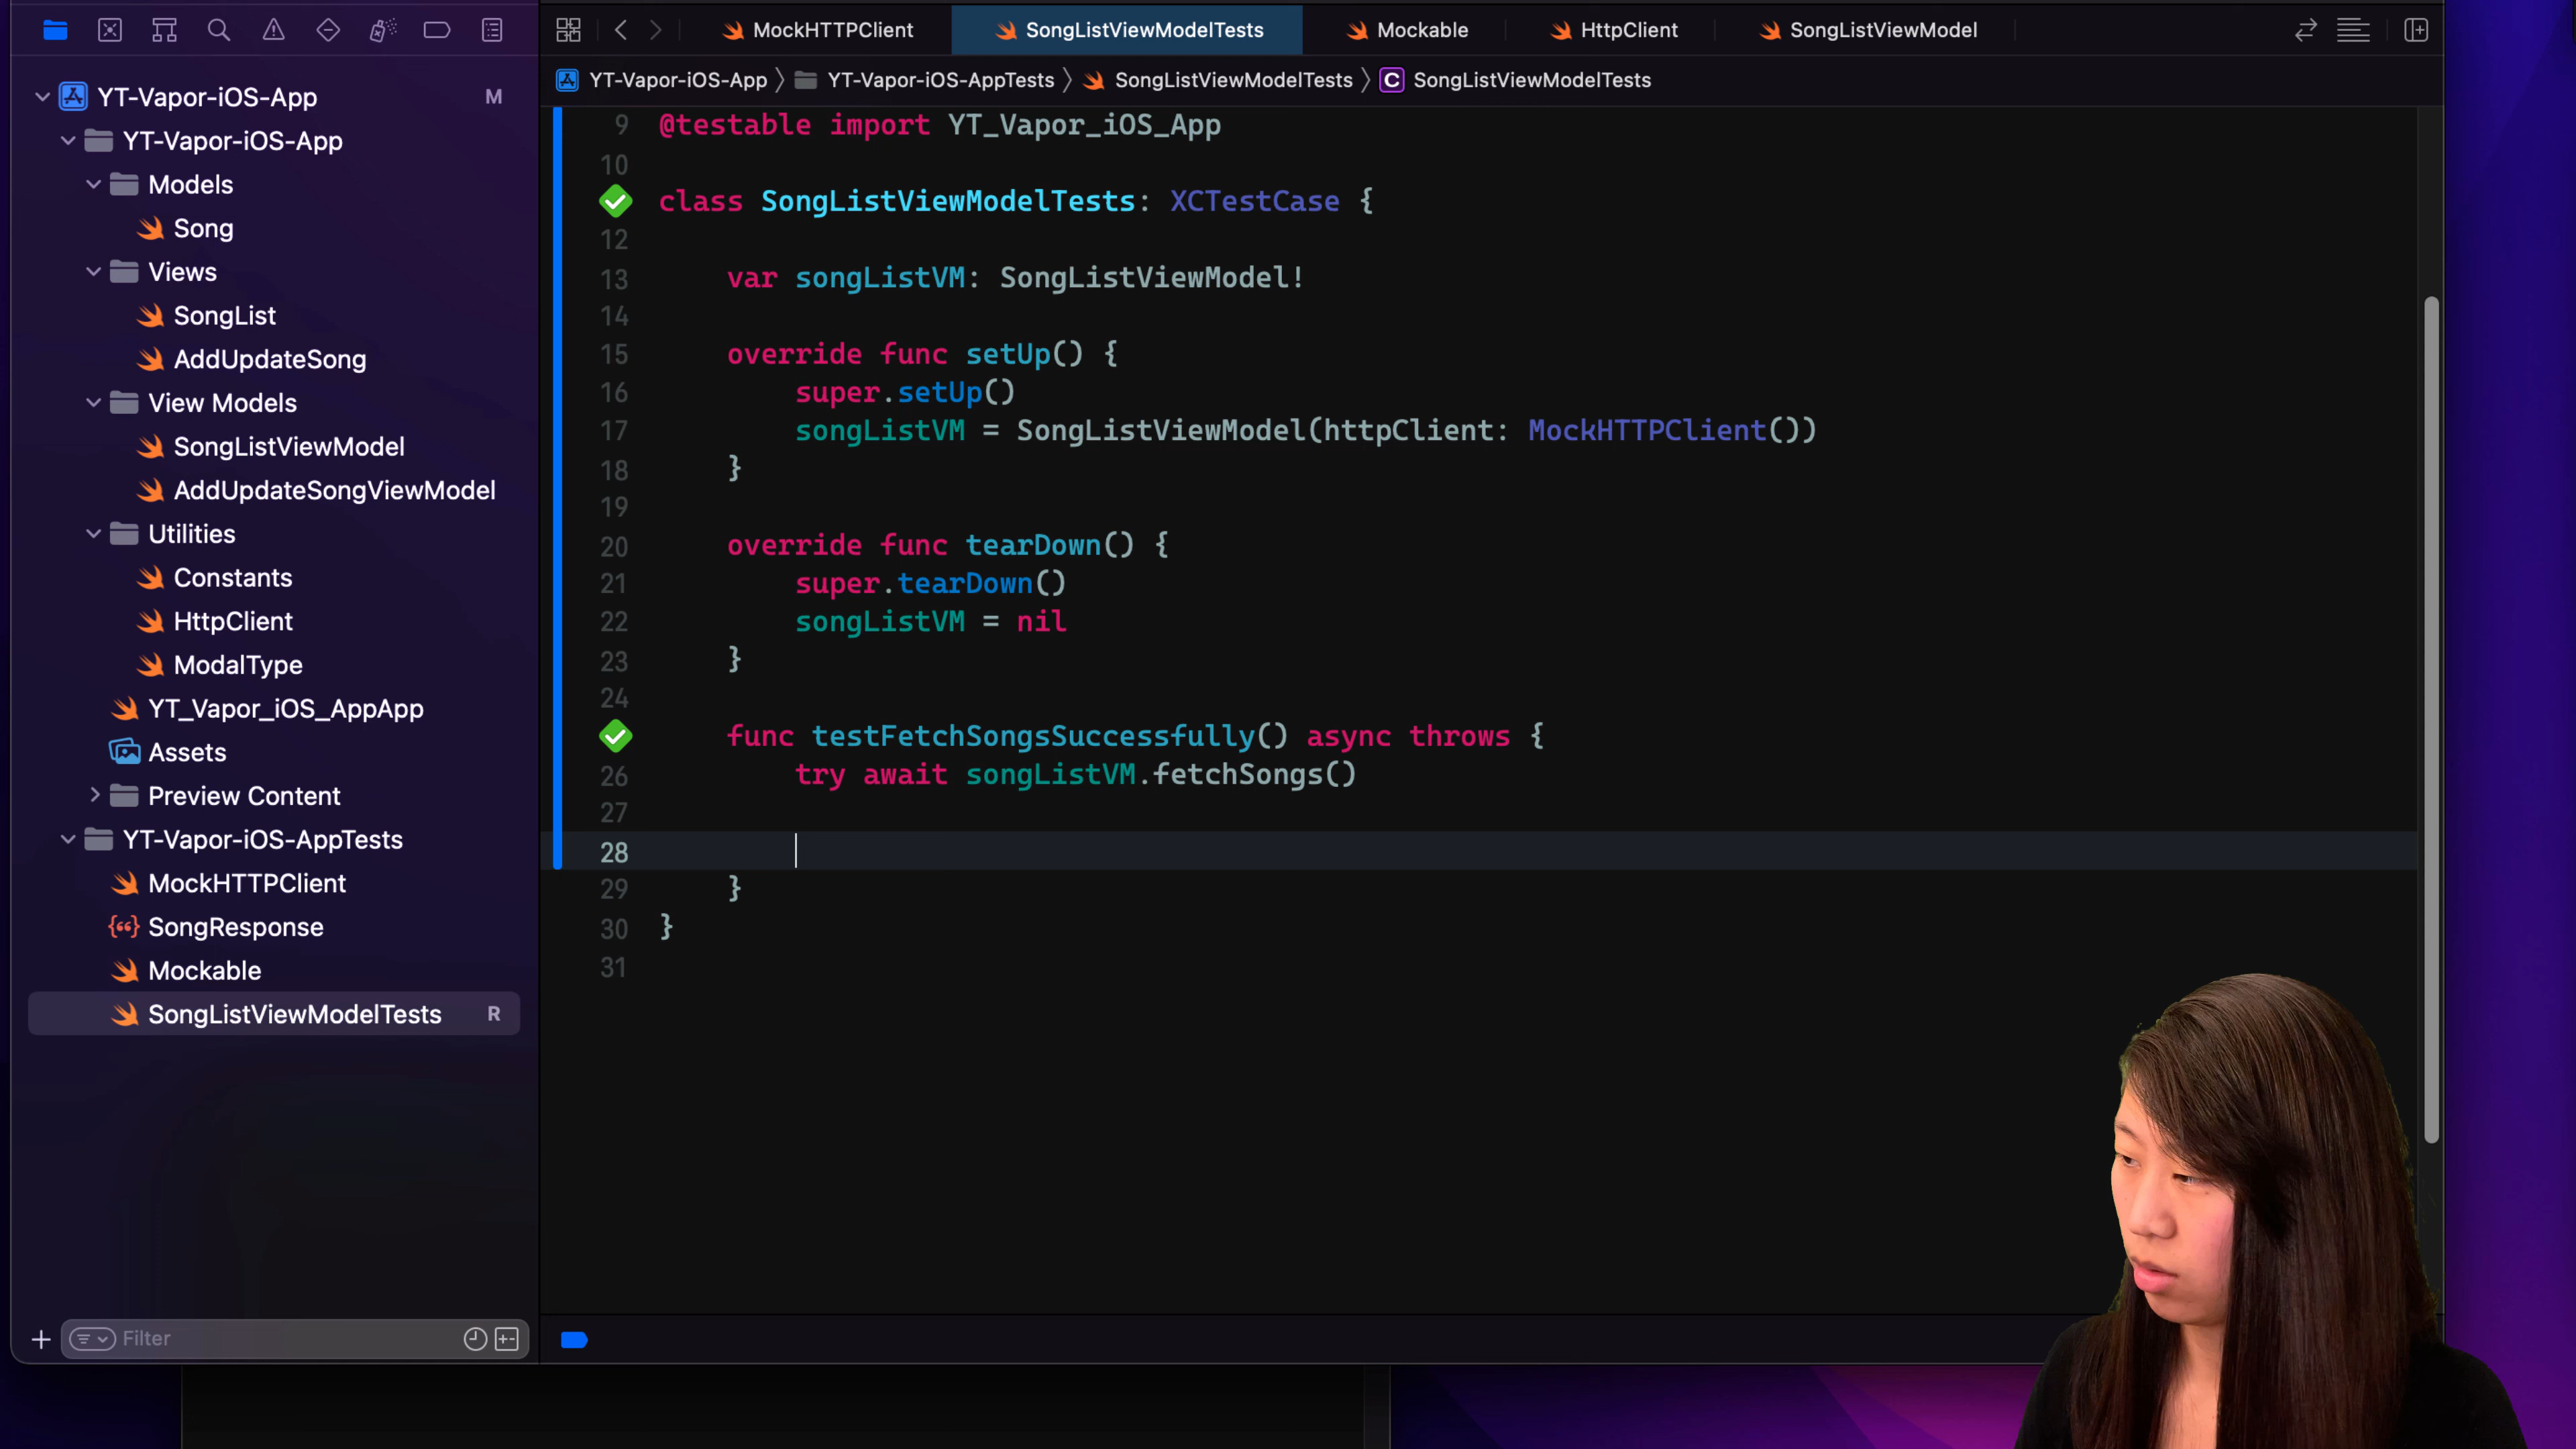 MockHTTPClient
SongListViewModelTests
Mockable
HttpClient
SongListViewModel
YT-Vapor-iOS-App
M
YT-Vapor-iOS-App
Models
Song
Views
SongList
AddUpdateSong
View Models
SongListViewModel
AddUpdateSongViewModel
Utilities
Constants
HttpClient
ModalType
YT_Vapor_iOS_AppApp
Assets
Preview Content
YT-Vapor-iOS-AppTests
MockHTTPClient
SongResponse
Mockable
SongListViewModelTests R
Filter
YT-Vapor-iOS-App 〉 YT-Vapor-iOS-AppTests 〉 SongListViewModelTests 〉 C SongListViewModelTests
9 @testable import YT_Vapor_iOS_App
10
class SongListViewModelTests: XCTestCase {
12
13 var songListVM: SongListViewModel!
14
15 override func setUp() {
16 super.setUp()
17 songListVM = SongListViewModel(httpClient: MockHTTPClient())
18 }
19
20 override func tearDown() {
21 super.tearDown()
22 songListVM = nil
23 }
24
func testFetchSongsSuccessfully() async throws {
26 try await songListVM.fetchSongs()
27
28
29 }
30 }
31